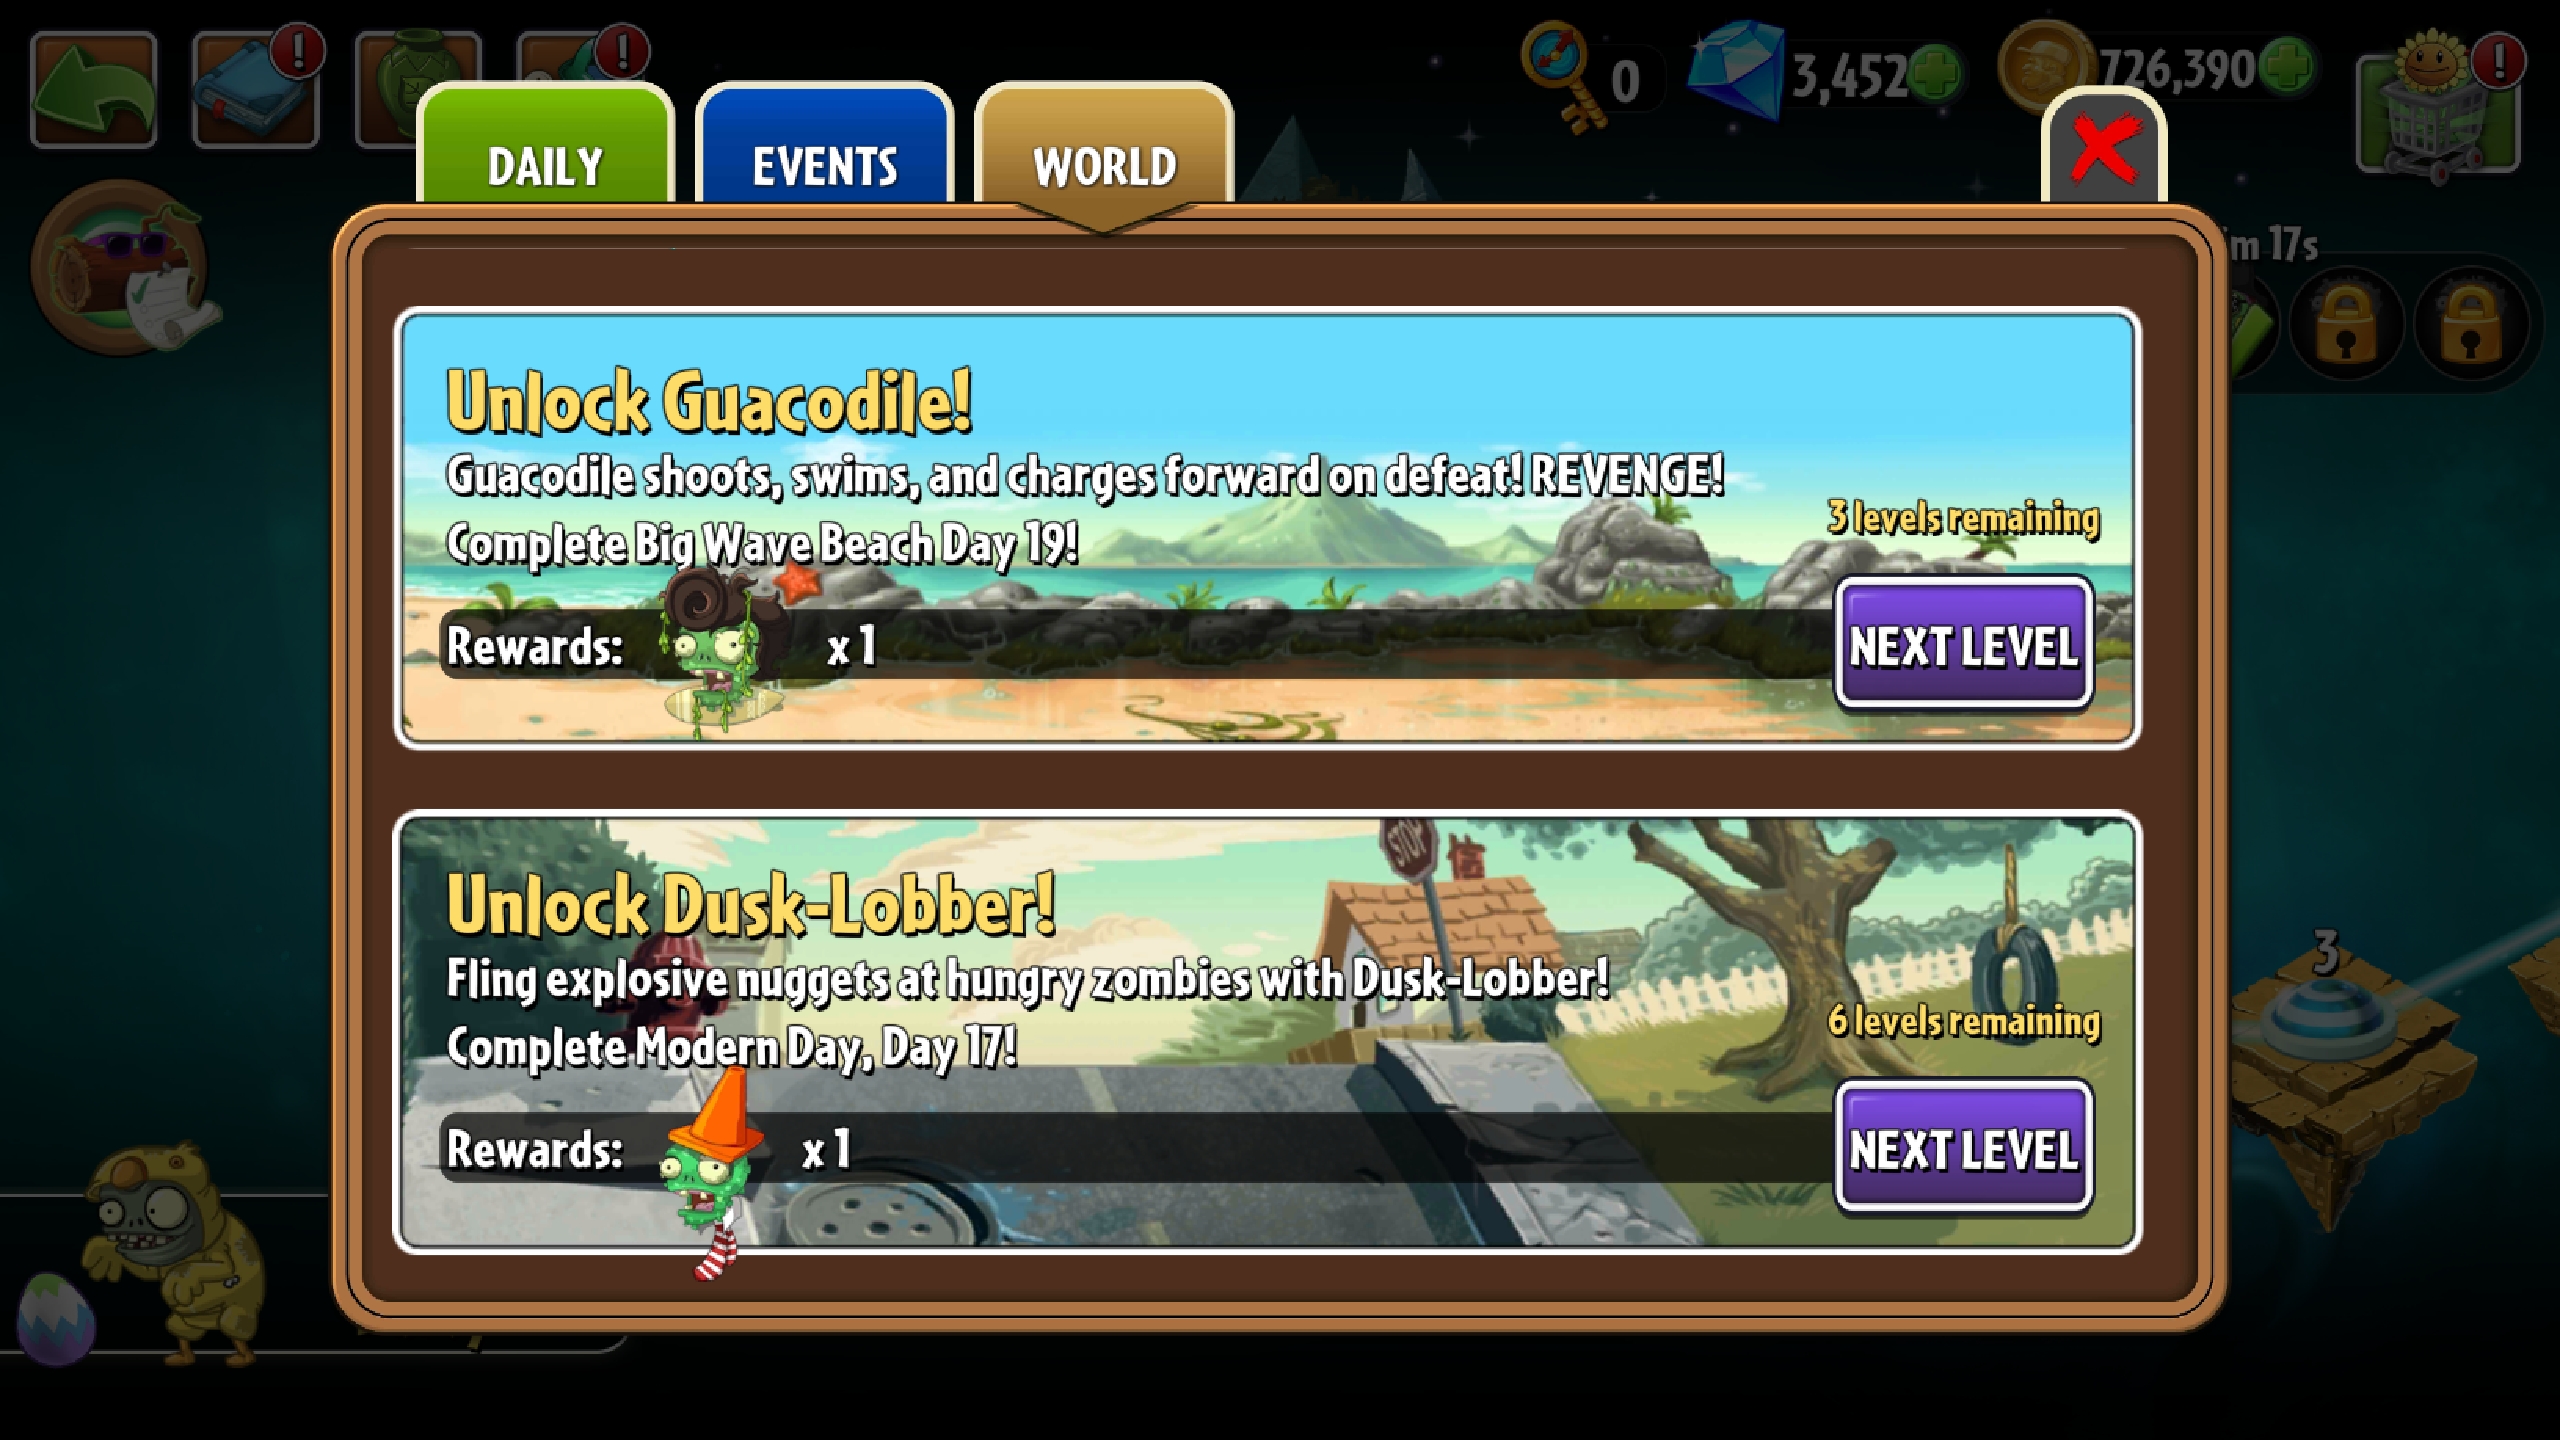 0
3,452
726,390
DAILY
EVENTS
WORLD
m 17s
Unlock Guacodile!
Guacodile shoots, swims, and charges forward on defeat! REVENGE!
Complete Big Wave Beach Day 19!
3 levels remaining
Rewards:
x 1
NEXT LEVEL
STOP
Unlock Dusk-Lobber!
Fling explosive nuggets at hungry zombies with Dusk-Lobber!
Complete Modern Day, Day 17!
6 levels remaining
Rewards:
x 1
NEXT LEVEL
3